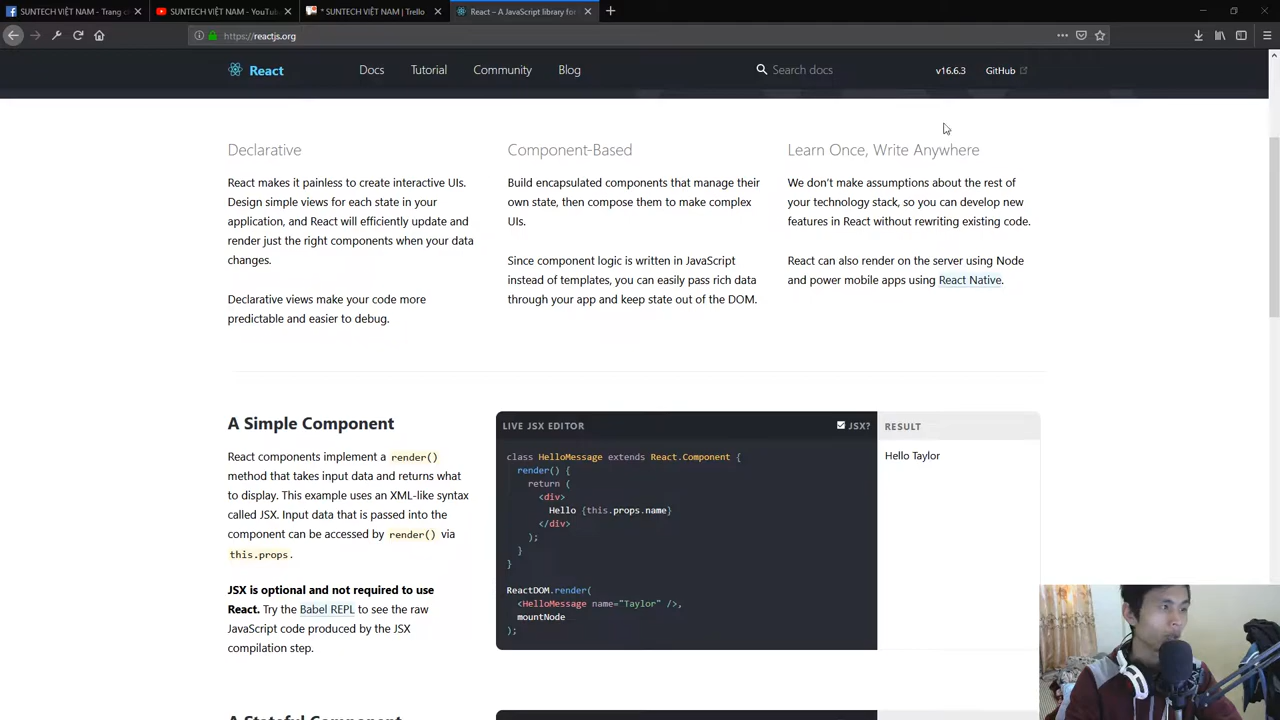 SUNTECH VIỆT NAM - Trang c
SUNTECH VIỆT NAM - YouTu
* SUNTECH VIỆT NAM | Trello
React – A JavaScript library for
https://reactjs.org
React
Docs
Tutorial
Community
Blog
Search docs
v16.6.3
GitHub
Declarative
React makes it painless to create interactive UIs.
Design simple views for each state in your
application, and React will efficiently update and
render just the right components when your data
changes.
Declarative views make your code more
predictable and easier to debug.
Component-Based
Build encapsulated components that manage their
own state, then compose them to make complex
UIs.
Since component logic is written in JavaScript
instead of templates, you can easily pass rich data
through your app and keep state out of the DOM.
Learn Once, Write Anywhere
We don't make assumptions about the rest of
your technology stack, so you can develop new
features in React without rewriting existing code.
React can also render on the server using Node
and power mobile apps using React Native.
A Simple Component
React components implement a render()
method that takes input data and returns what
to display. This example uses an XML-like syntax
called JSX. Input data that is passed into the
component can be accessed by render() via
this.props.
JSX is optional and not required to use
React. Try the Babel REPL to see the raw
JavaScript code produced by the JSX
compilation step.
LIVE JSX EDITOR
JSX?
class HelloMessage extends React.Component {
render() {
return (
<div>
Hello {this.props.name}
</div>
);
}
}
ReactDOM.render(
<HelloMessage name="Taylor" />,
mountNode
);
RESULT
Hello Taylor
A Stateful Component